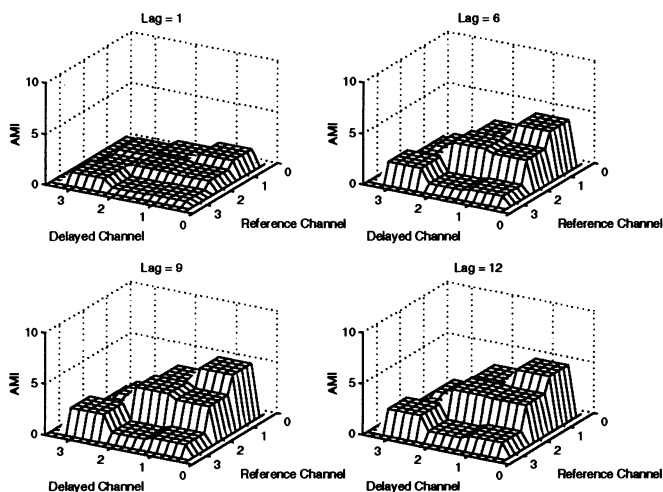 Lag = 1
10
5
0
AMI
3
2
1
0
Delayed Channel
3
2
1
0
Reference Channel
Lag = 6
10
5
0
AMI
3
2
1
0
Delayed Channel
3
2
1
0
Reference Channel
Lag = 9
10
5
0
AMI
3
2
1
0
Delayed Channel
3
2
1
0
Reference Channel
Lag = 12
10
5
0
AMI
3
2
1
0
Delayed Channel
3
2
1
0
Reference Channel